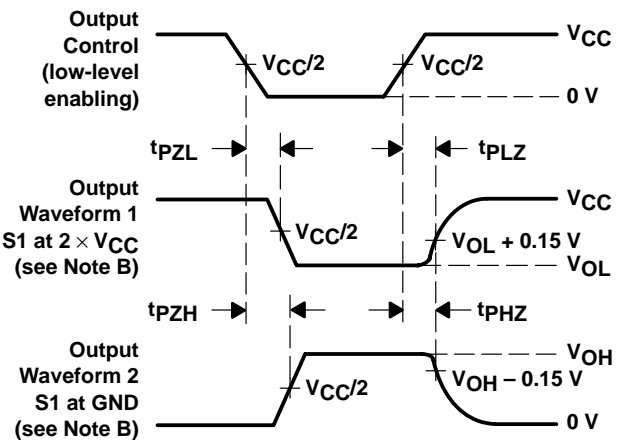 Output
Control
(low-level
enabling)
VCC/2
VCC/2
VCC
0 V
tPZL
tPLZ
Output
Waveform 1
S1 at 2 × VCC
(see Note B)
VCC/2
VCC
VOL + 0.15 V
VOL
tPZH
tPHZ
Output
Waveform 2
S1 at GND
(see Note B)
VCC/2
VOH
VOH – 0.15 V
0 V